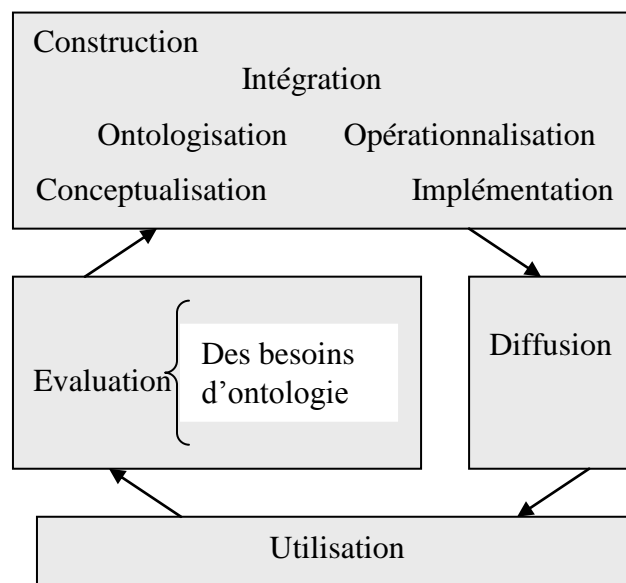 Construction
Intégration
Ontologisation Opérationnalisation
Conceptualisation Implémentation
Evaluation
Des besoins
d’ontologie
Diffusion
Utilisation